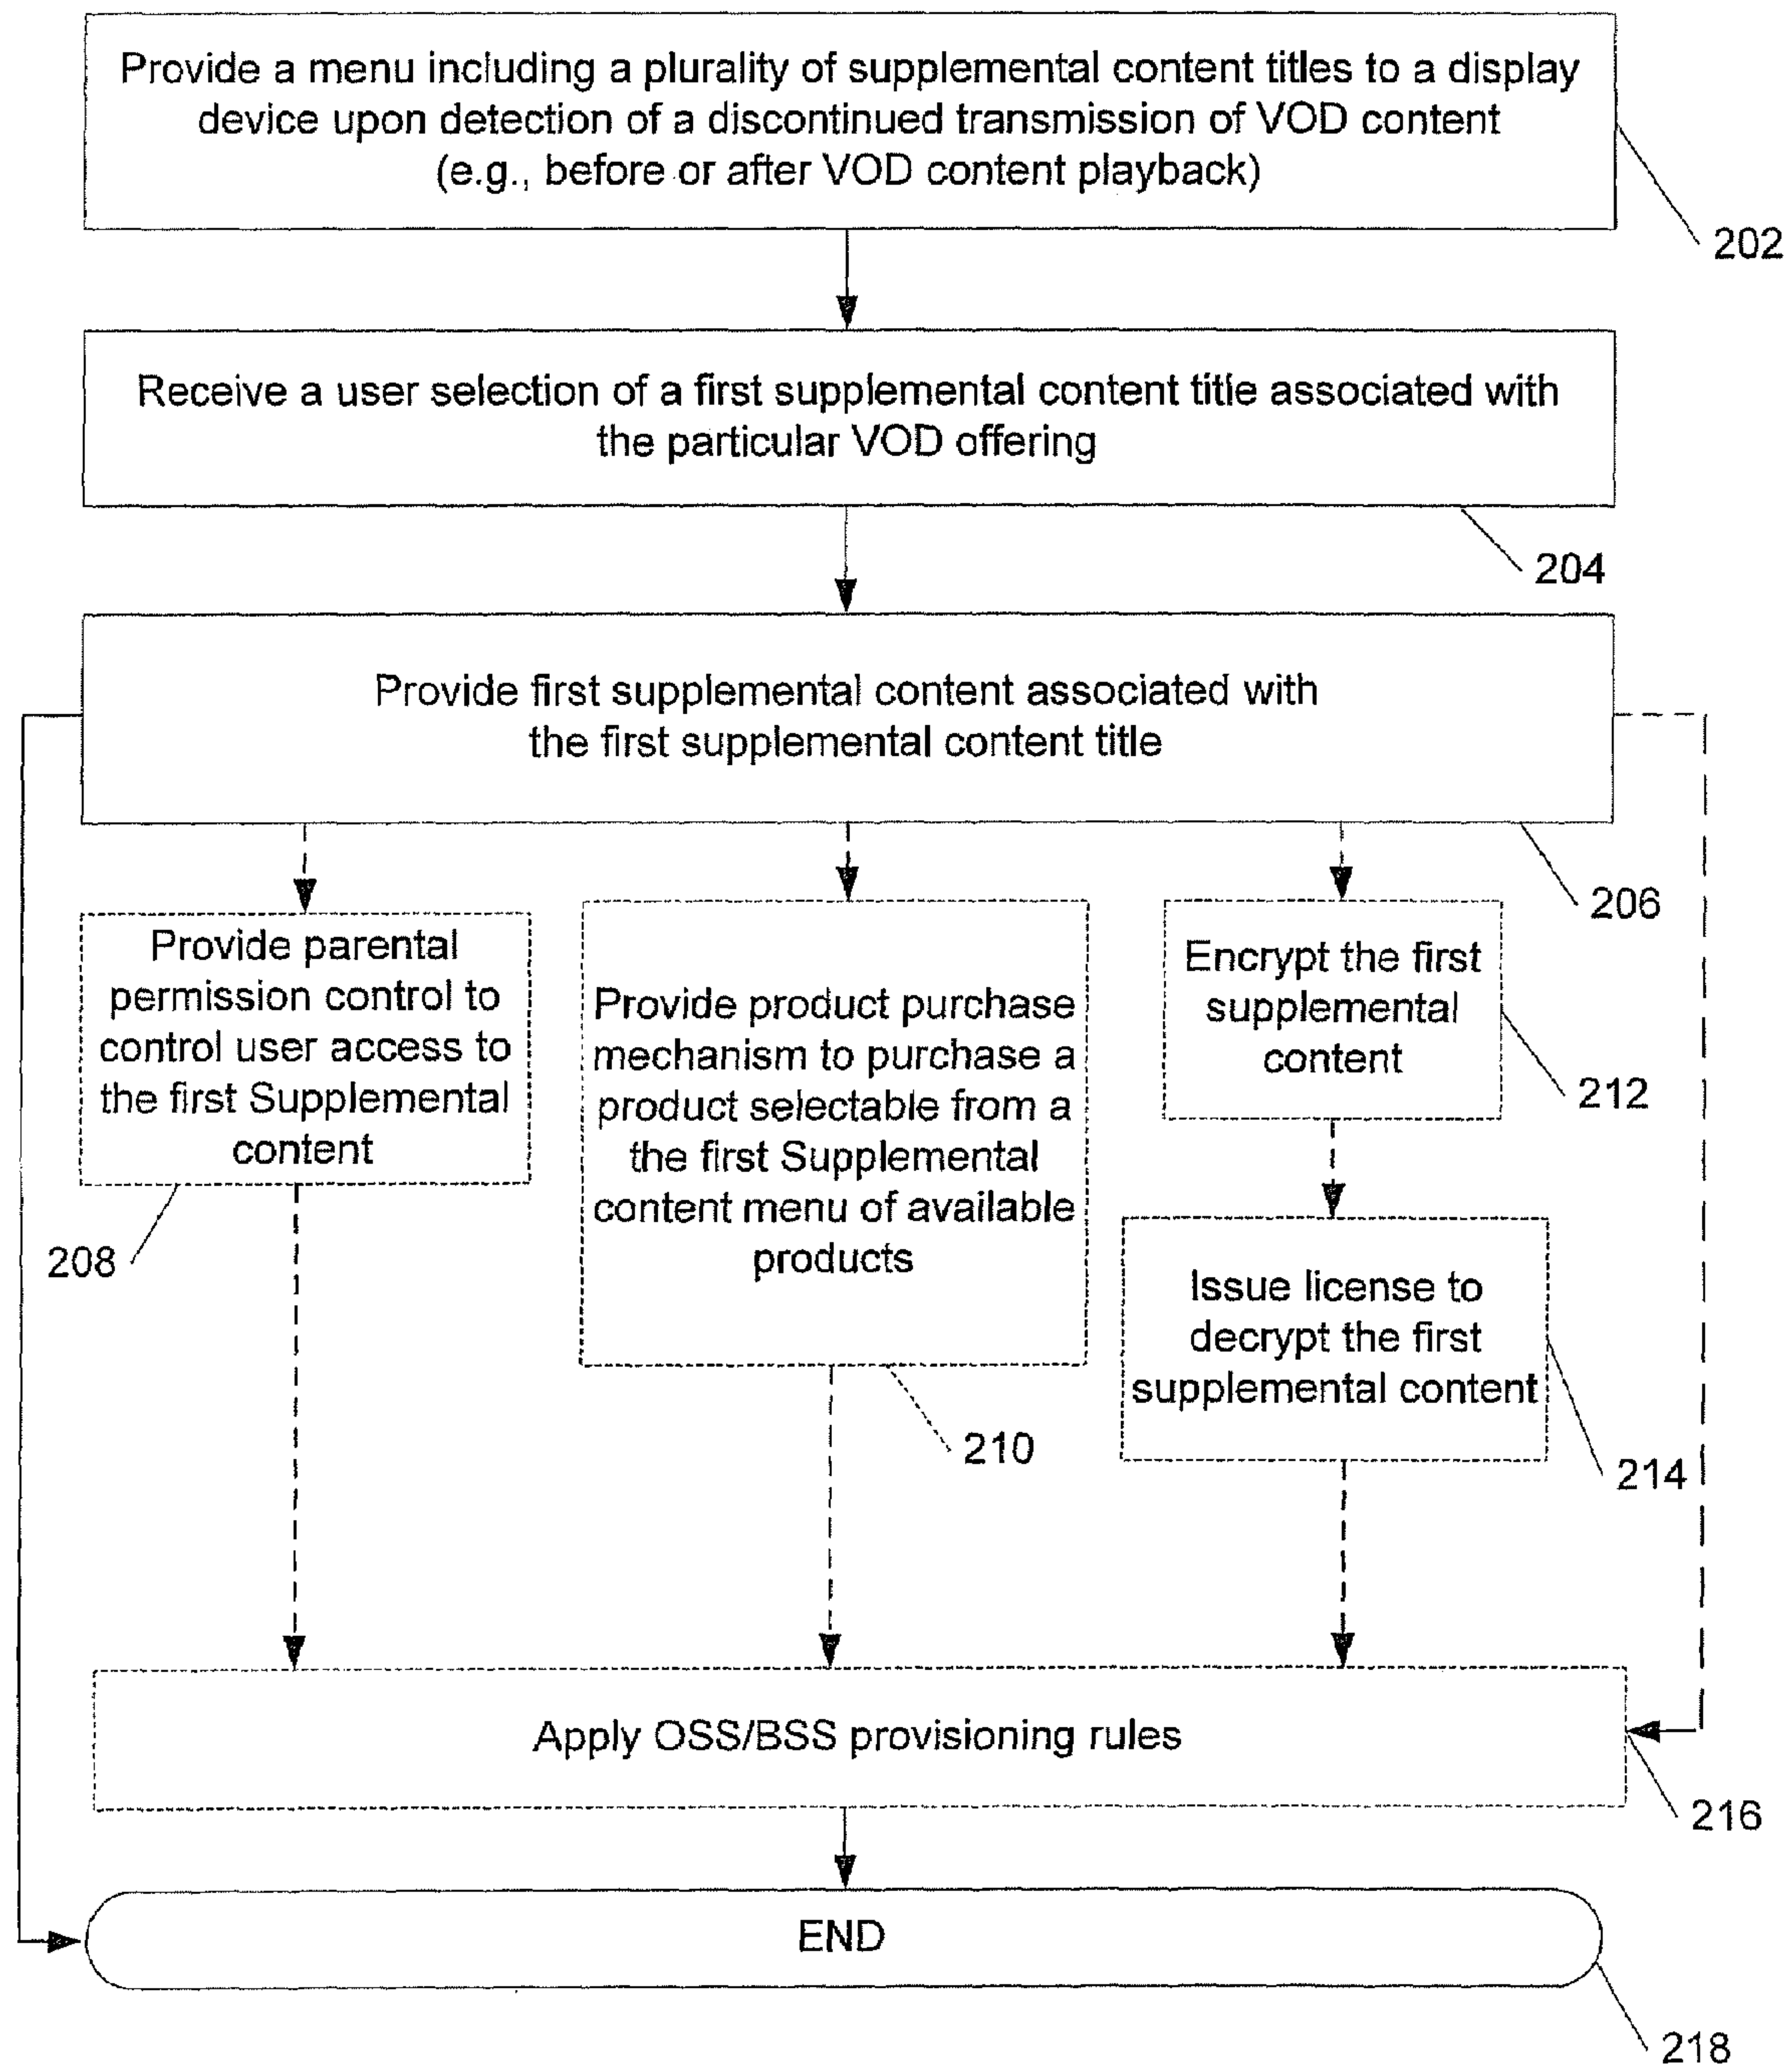 Provide a menu including a plurality of supplemental content titles to a display
device upon detection of a discontinued transmission of VOD content
(e.g., before or after VOD content playback)
202
Receive a user selection of a first supplemental content title associated with
the particular VOD offering
204
Provide first supplemental content associated with
the first supplemental content title
206
Provide parental
permission control to
control user access to
the first Supplemental
content
208
Provide product purchase
mechanism to purchase a
product selectable from a
the first Supplemental
content menu of available
products
210
Encrypt the first
supplemental
content
212
Issue license to
decrypt the first
supplemental content
214
Apply OSS/BSS provisioning rules
216
END
218